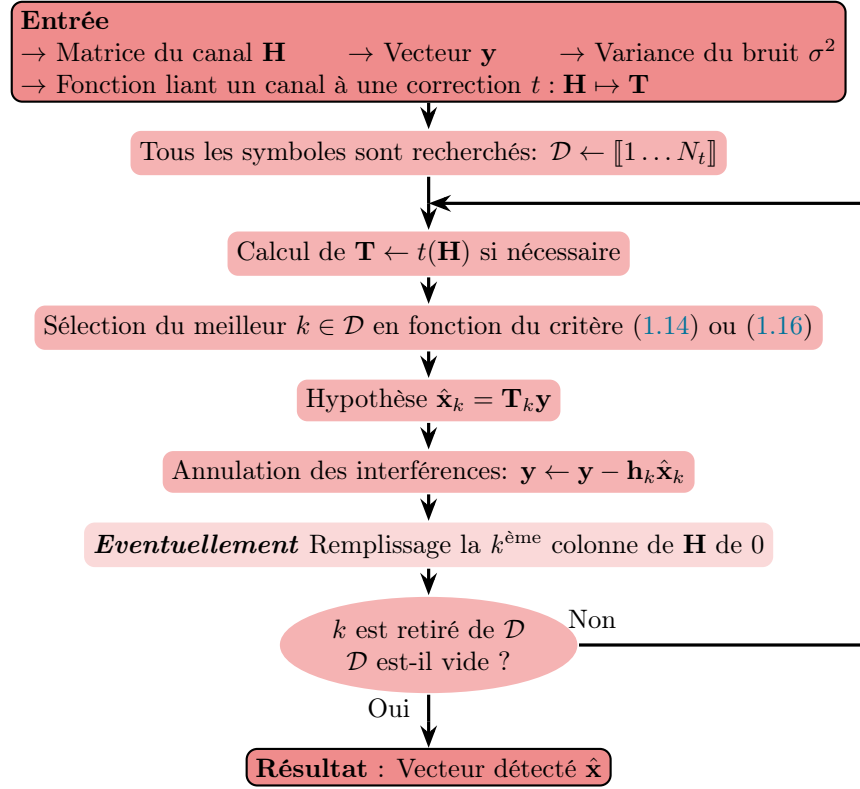 Entrée
→ Matrice du canal H → Vecteur y → Variance du bruit σ²
→ Fonction liant un canal à une correction t : H ↦ T
Tous les symboles sont recherchés: 𝒟 ← ⟦1 … Nₜ⟧
Calcul de T ← t(H) si nécessaire
Sélection du meilleur k ∈ 𝒟 en fonction du critère (1.14) ou (1.16)
Hypothèse x̂ₖ = Tₖy
Annulation des interférences: y ← y − hₖx̂ₖ
Eventuellement Remplissage la kᵉᵐᵉ colonne de H de 0
k est retiré de 𝒟
𝒟 est-il vide ?
Non
Oui
Résultat : Vecteur détecté x̂